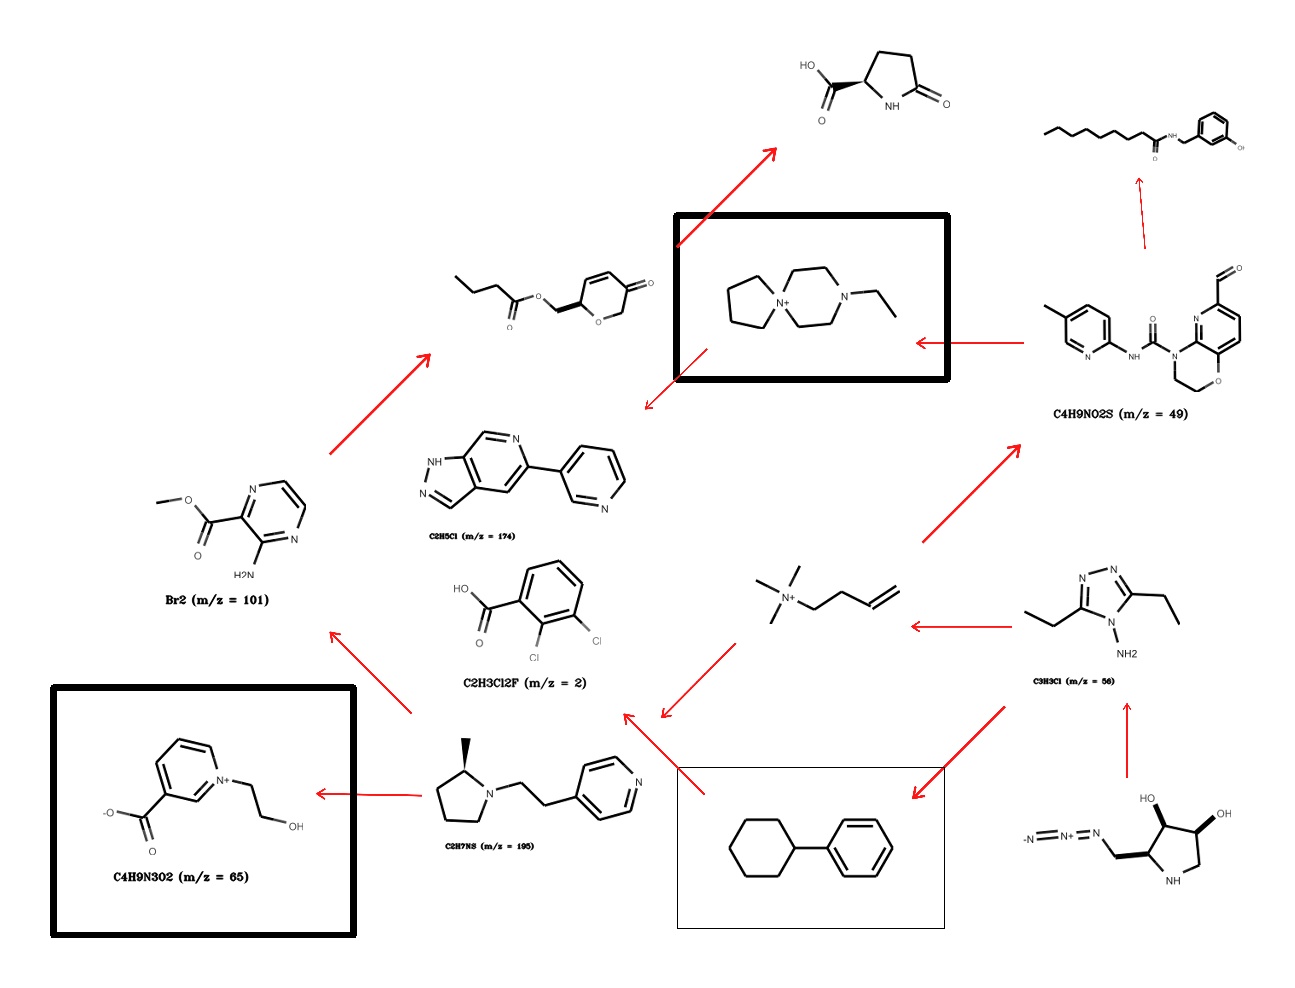 HO
O
NH
O
O
NH
O
OH
O
O
O
O
N+
N
O
N
NH
O
N
N
O
C4H9NO2S (m/z = 49)
NH
N
N
N
C2H5Cl (m/z = 174)
O
O
N
N
H2N
Br2 (m/z = 101)
HO
O
Cl
Cl
C2H3Cl2F (m/z = 2)
N+
N
N
N
NH2
C3H3Cl (m/z = 56)
-O
O
N+
OH
C4H9N3O2 (m/z = 65)
N
N
C2H7NS (m/z = 195)
-N
N+
N
HO
OH
NH